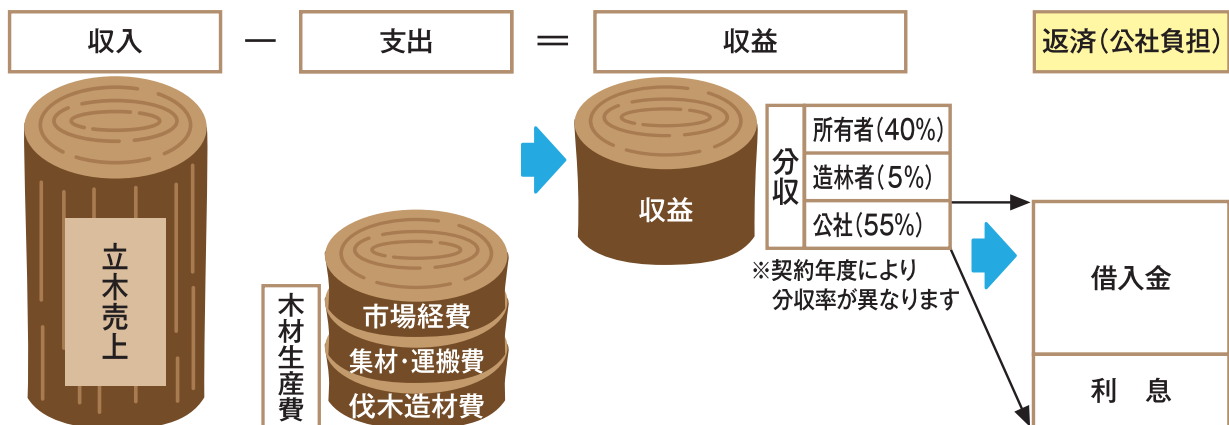 収入
－
支出
＝
収益
返済(公社負担)
立木売上
木材生産費
市場経費
集材・運搬費
伐木造材費
収益
分収
所有者(40%)
造林者(5%)
公社(55%)
※契約年度により
分収率が異なります
借入金
利　息